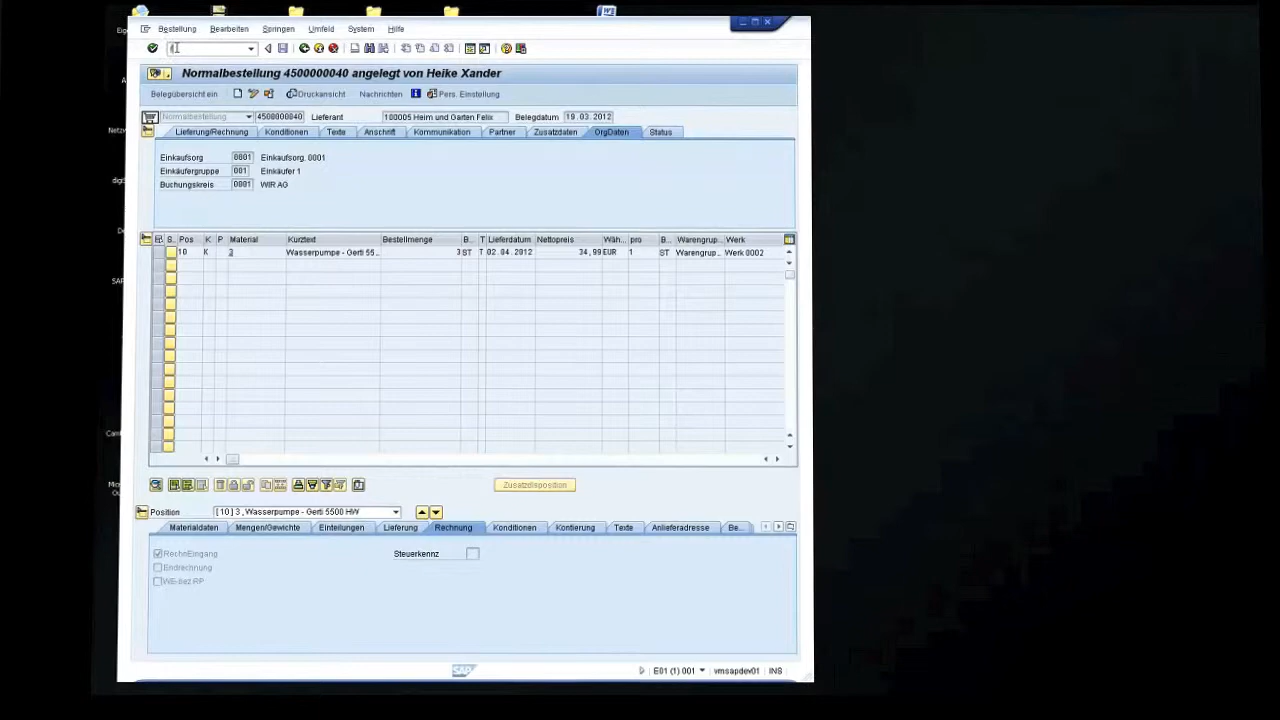 Bestellung Bearbeiten Springen Umfeld System Hilfe
Normalbestellung 4500000040 angelegt von Heike Xander
Belegübersicht ein Druckansicht Nachrichten Pers. Einstellung
Normalbestellung 4500000040 Lieferant 100005 Heim und Garten Felix Belegdatum 19.03.2012
Lieferung/Rechnung Konditionen Texte Anschrift Kommunikation Partner Zusatzdaten OrgDaten Status
Einkaufsorg 0001 Einkaufsorg. 0001
Einkäufergruppe 001 Einkäufer 1
Buchungskreis 0001 WIR AG
S.. Pos K P Material Kurztext Bestellmenge B.. T Lieferdatum Nettopreis Wäh... pro B.. Warengrup.. Werk
10 K 3 Wasserpumpe - Gerti 55.. 3 ST T 02.04.2012 34,99 EUR 1 ST Warengrup.. Werk 0002
Zusatzdisposition
Position [ 10 ] 3 , Wasserpumpe - Gerti 5500 HW
Materialdaten Mengen/Gewichte Einteilungen Lieferung Rechnung Konditionen Kontierung Texte Anlieferadresse Be...
RechnEingang Steuerkennz
Endrechnung
WE-bez RP
SAP E01 (1) 001 vmsapdev01 INS